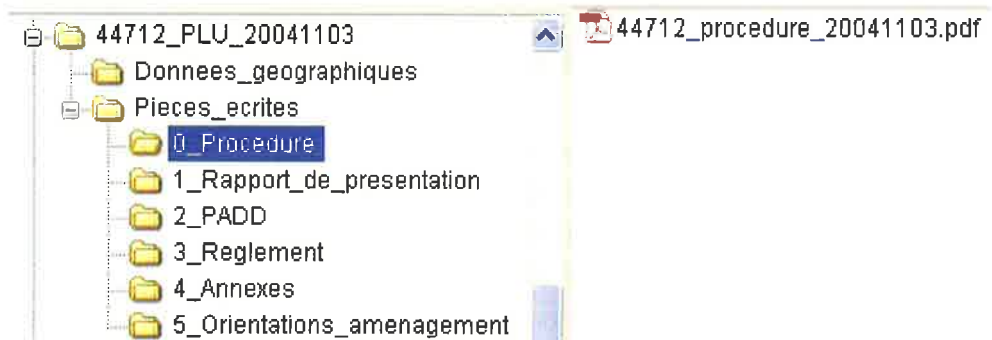 44712_PLU_20041103
Donnees_geographiques
Pieces_ecrites
0_Procedure
1_Rapport_de_presentation
2_PADD
3_Reglement
4_Annexes
5_Orientations_amenagement
44712_procedure_20041103.pdf